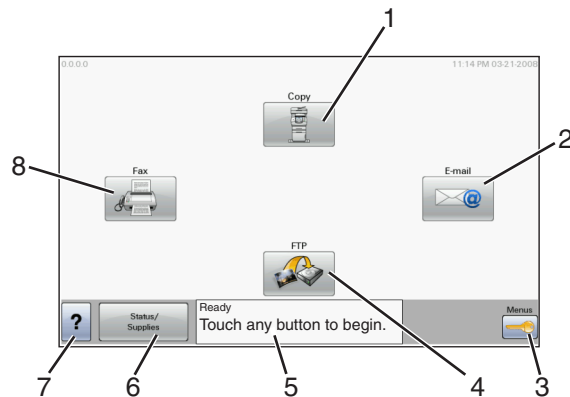 1
0.0.0.0
11:14 PM 03-21-2008
Copy
2
8
Fax
E-mail
@
FTP
Ready
Menus
?
Status/
Supplies
Touch any button to begin.
7
6
5
4
3